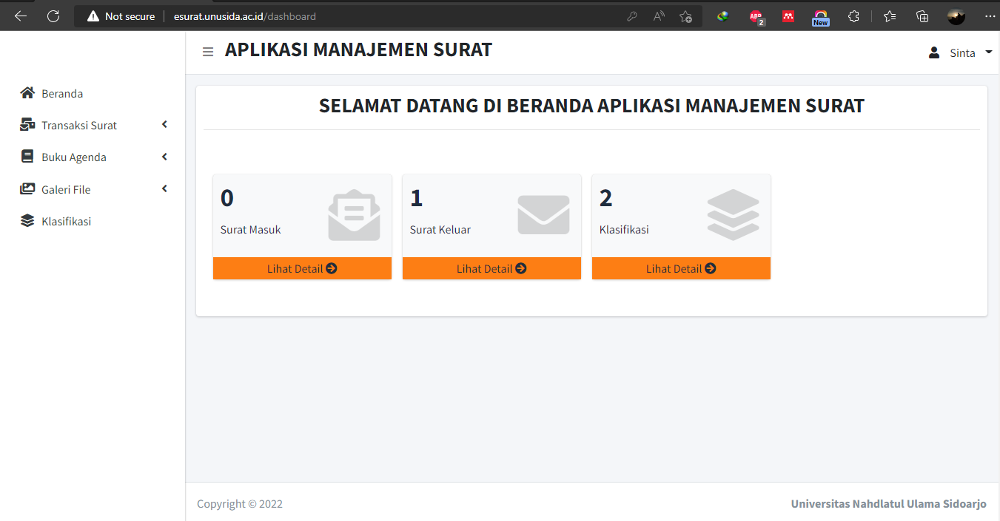 Not secure esurat.unusida.ac.id/dashboard
ABP
2
New
APLIKASI MANAJEMEN SURAT
Sinta
Beranda
Transaksi Surat
Buku Agenda
Galeri File
Klasifikasi
SELAMAT DATANG DI BERANDA APLIKASI MANAJEMEN SURAT
0
Surat Masuk
Lihat Detail
1
Surat Keluar
Lihat Detail
2
Klasifikasi
Lihat Detail
Copyright © 2022
Universitas Nahdlatul Ulama Sidoarjo